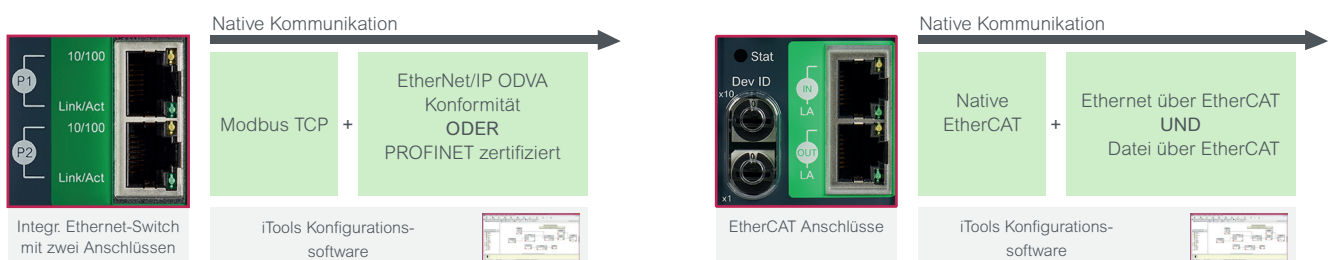 Native Kommunikation
10/100
P1
Link/Act
10/100
P2
Link/Act
Modbus TCP
+
EtherNet/IP ODVA
Konformität
ODER
PROFINET zertifiziert
Integr. Ethernet-Switch
mit zwei Anschlüssen
iTools Konfigurations-
software
Native Kommunikation
Stat
Dev ID
x10
x1
IN
LA
OUT
LA
Native
EtherCAT
+
Ethernet über EtherCAT
UND
Datei über EtherCAT
EtherCAT Anschlüsse
iTools Konfigurations-
software